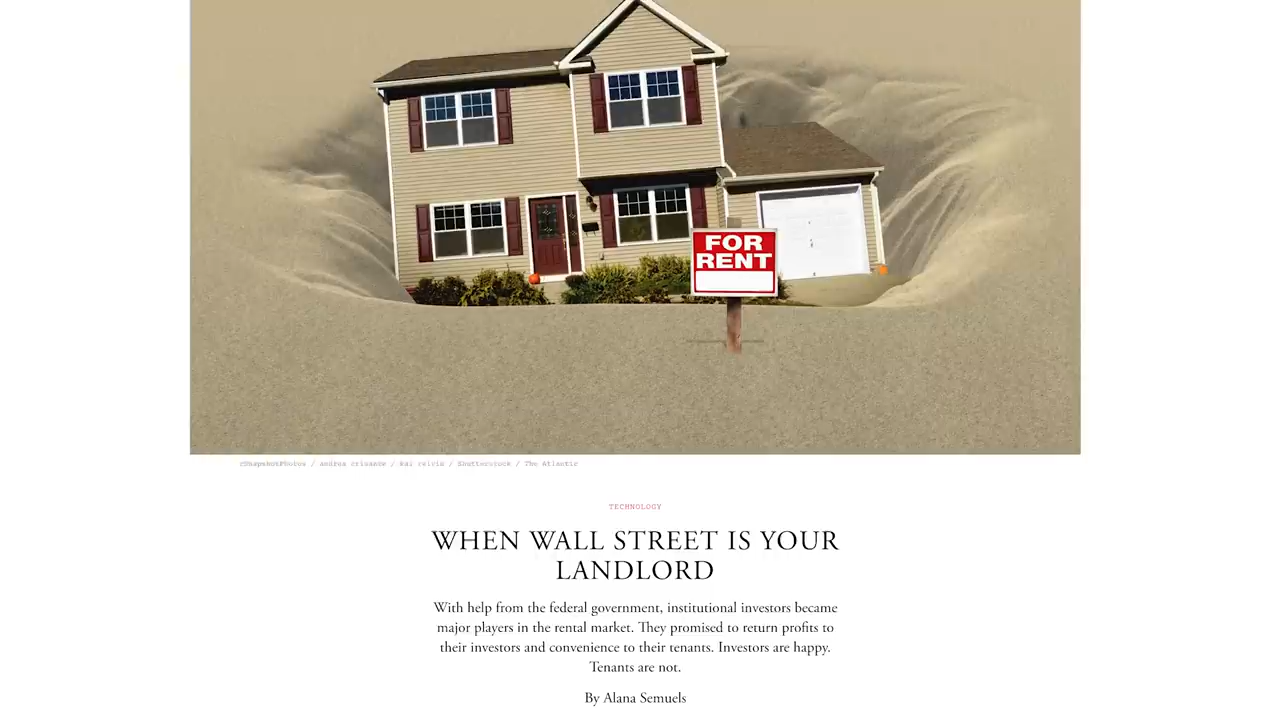 FOR
RENT
/ The Atlantic
TECHNOLOGY
WHEN WALL STREET IS YOUR
LANDLORD
With help from the federal government, institutional investors became
major players in the rental market. They promised to return profits to
their investors and convenience to their tenants. Investors are happy.
Tenants are not.
By Alana Semuels